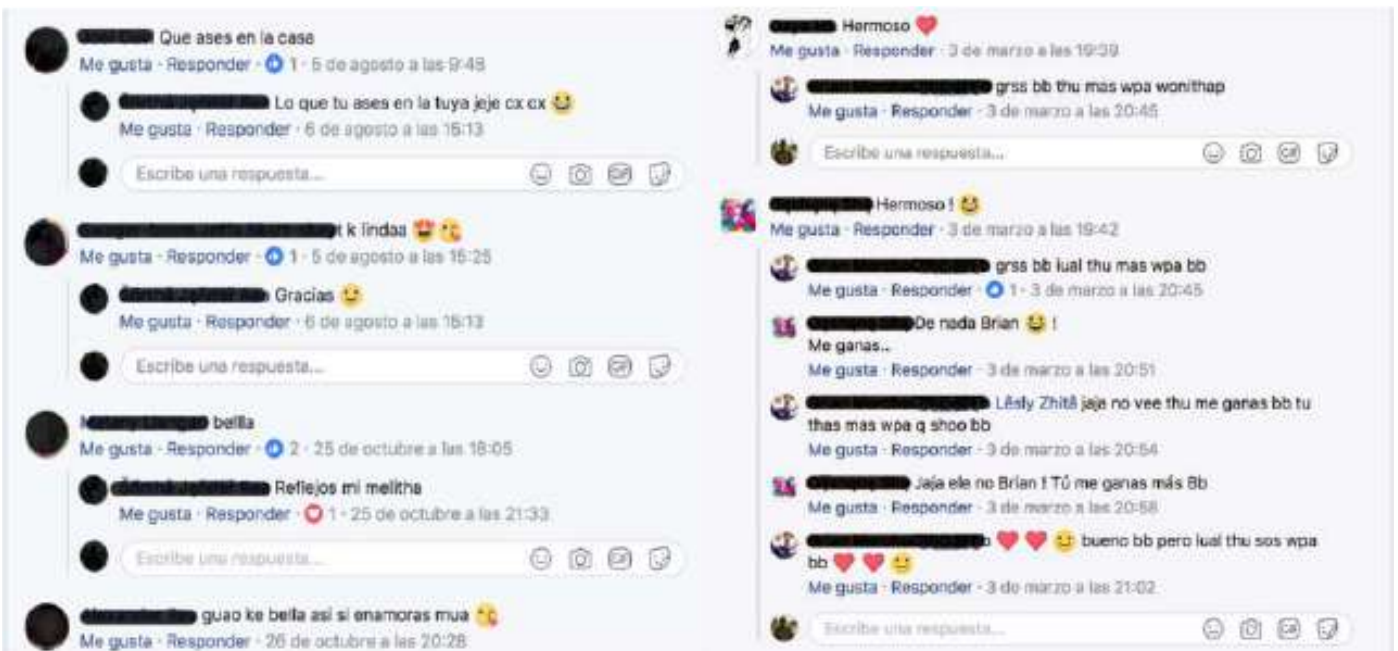 Que ases en la casa
Me gusta · Responder · 1 · 5 de agosto a las 9:48
Lo que tu ases en la tuya jeje cx cx
Me gusta · Responder · 6 de agosto a las 15:13
Escribe una respuesta...
k lindaa
Me gusta · Responder · 1 · 5 de agosto a las 15:25
Gracias
Me gusta · Responder · 6 de agosto a las 15:13
Escribe una respuesta...
bellla
Me gusta · Responder · 2 · 25 de octubre a las 18:05
Reflejos mi melitha
Me gusta · Responder · 1 · 25 de octubre a las 21:33
Escribe una respuesta...
guao ke bella asi si enamoras mua
Me gusta · Responder · 26 de octubre a las 20:28
Hermoso
Me gusta · Responder · 3 de marzo a las 19:39
grss bb thu mas wpa wonithap
Me gusta · Responder · 3 de marzo a las 20:45
Escribe una respuesta...
Hermoso !
Me gusta · Responder · 3 de marzo a las 19:42
grss bb iual thu mas wpa bb
Me gusta · Responder · 1 · 3 de marzo a las 20:45
De nada Brian !
Me ganas...
Me gusta · Responder · 3 de marzo a las 20:51
Lêsly Zhitâ jaja no vee thu me ganas bb tu
thas mas wpa q shoo bb
Me gusta · Responder · 3 de marzo a las 20:54
Jaja ele no Brian ! Tú me ganas más Bb
Me gusta · Responder · 3 de marzo a las 20:58
bueno bb pero iual thu sos wpa
bb
Me gusta · Responder · 3 de marzo a las 21:02
Escribe una respuesta...